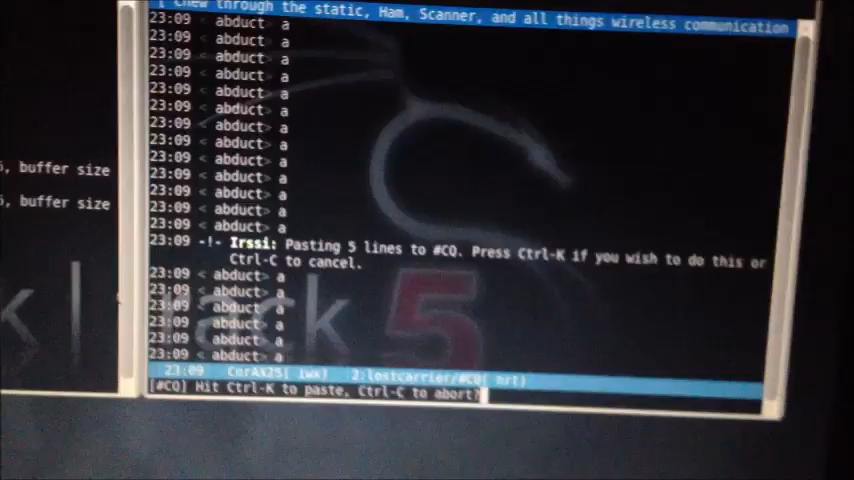 [ Chew through the static, Ham, Scanner, and all things wireless communication
23:09 < abduct> a
23:09 < abduct> a
23:09 < abduct> a
23:09 < abduct> a
23:09 < abduct> a
23:09 < abduct> a
23:09 < abduct> a
23:09 < abduct> a
23:09 < abduct> a
23:09 < abduct> a
23:09 < abduct> a
23:09 < abduct> a
23:09 < abduct> a
23:09 -!- Irssi: Pasting 5 lines to #CQ. Press Ctrl-K if you wish to do this or
Ctrl-C to cancel.
23:09 < abduct> a
23:09 < abduct> a
23:09 < abduct> a
23:09 < abduct> a
23:09 < abduct> a
23:09 < abduct> a
23:09 2:lostcarrier/#CQ(
[#CQ] Hit Ctrl-K to paste, Ctrl-C to abort?
, buffer size
, buffer size
k | track 5